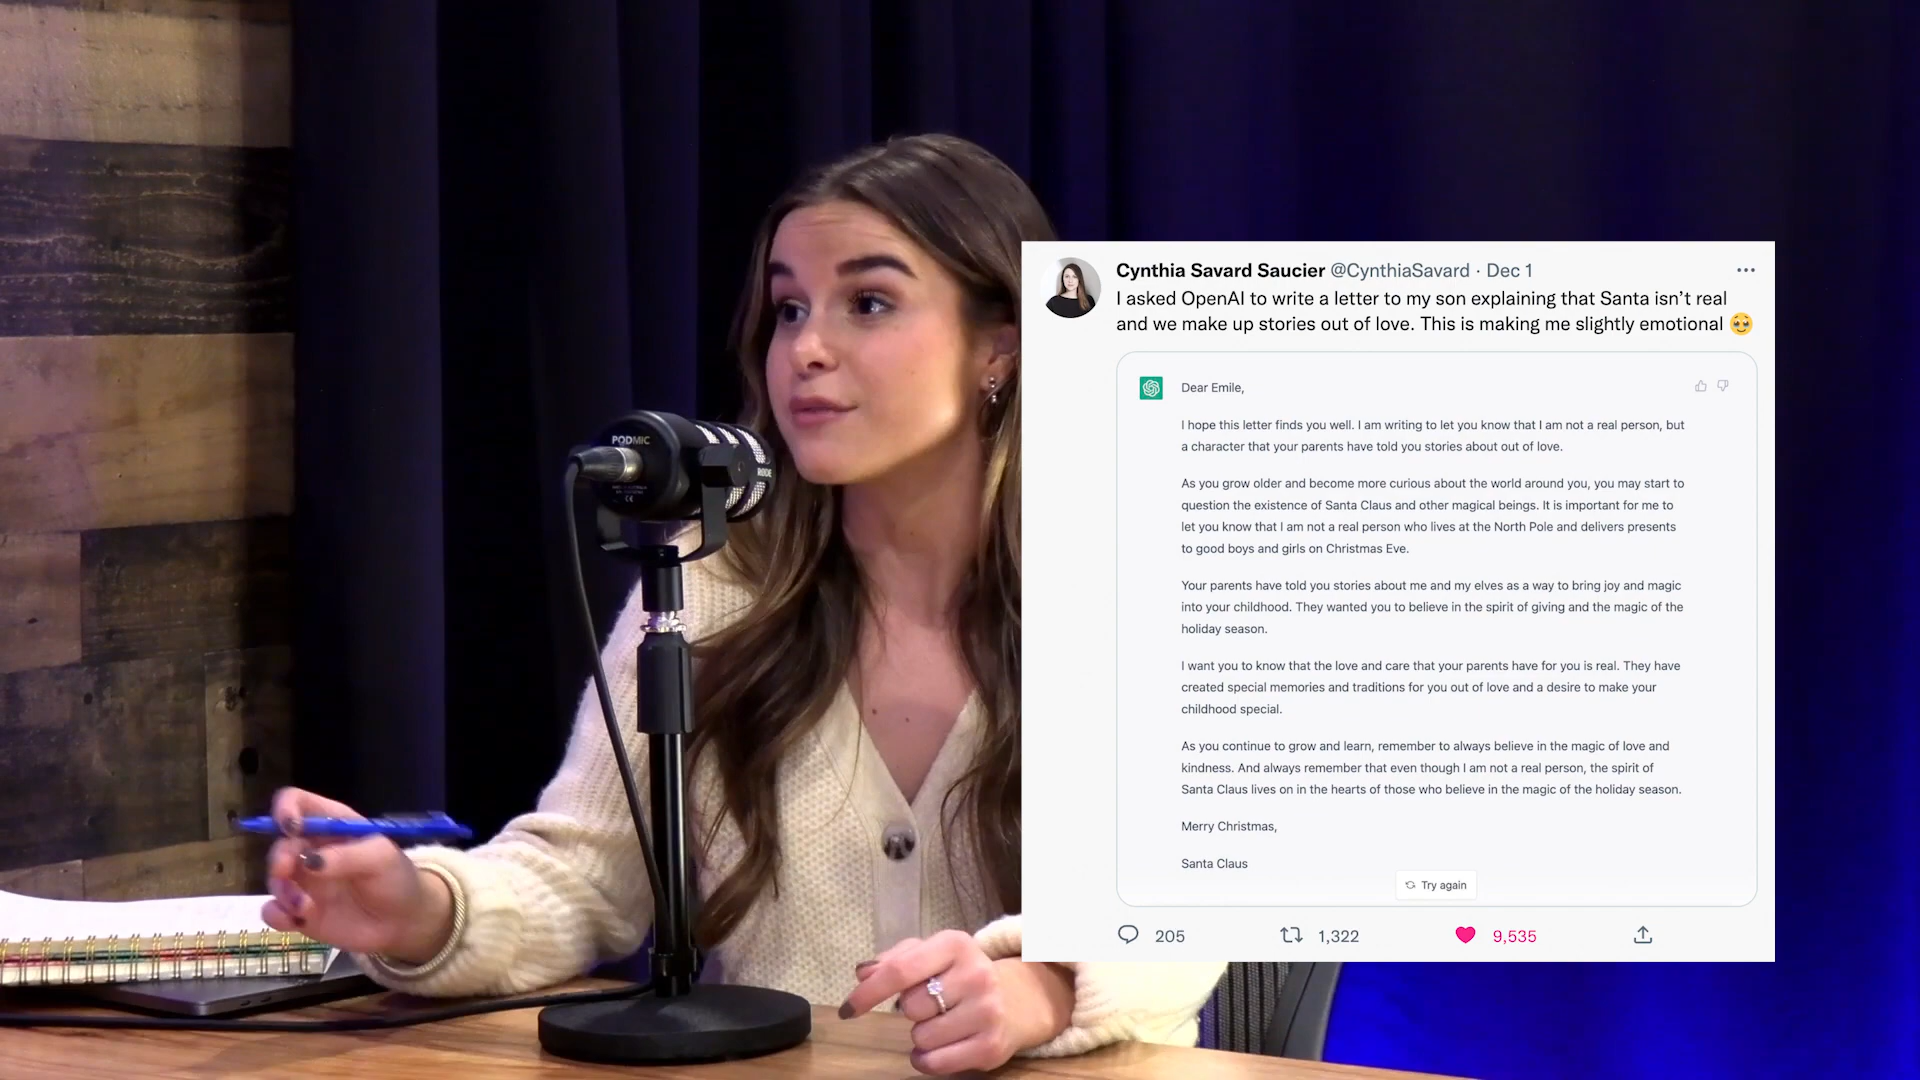 PODMIC
RØDE
Cynthia Savard Saucier @CynthiaSavard · Dec 1
I asked OpenAI to write a letter to my son explaining that Santa isn’t real
and we make up stories out of love. This is making me slightly emotional 🥹
Dear Emile,
I hope this letter finds you well. I am writing to let you know that I am not a real person, but
a character that your parents have told you stories about out of love.
As you grow older and become more curious about the world around you, you may start to
question the existence of Santa Claus and other magical beings. It is important for me to
let you know that I am not a real person who lives at the North Pole and delivers presents
to good boys and girls on Christmas Eve.
Your parents have told you stories about me and my elves as a way to bring joy and magic
into your childhood. They wanted you to believe in the spirit of giving and the magic of the
holiday season.
I want you to know that the love and care that your parents have for you is real. They have
created special memories and traditions for you out of love and a desire to make your
childhood special.
As you continue to grow and learn, remember to always believe in the magic of love and
kindness. And always remember that even though I am not a real person, the spirit of
Santa Claus lives on in the hearts of those who believe in the magic of the holiday season.
Merry Christmas,
Santa Claus
Try again
205 1,322 9,535